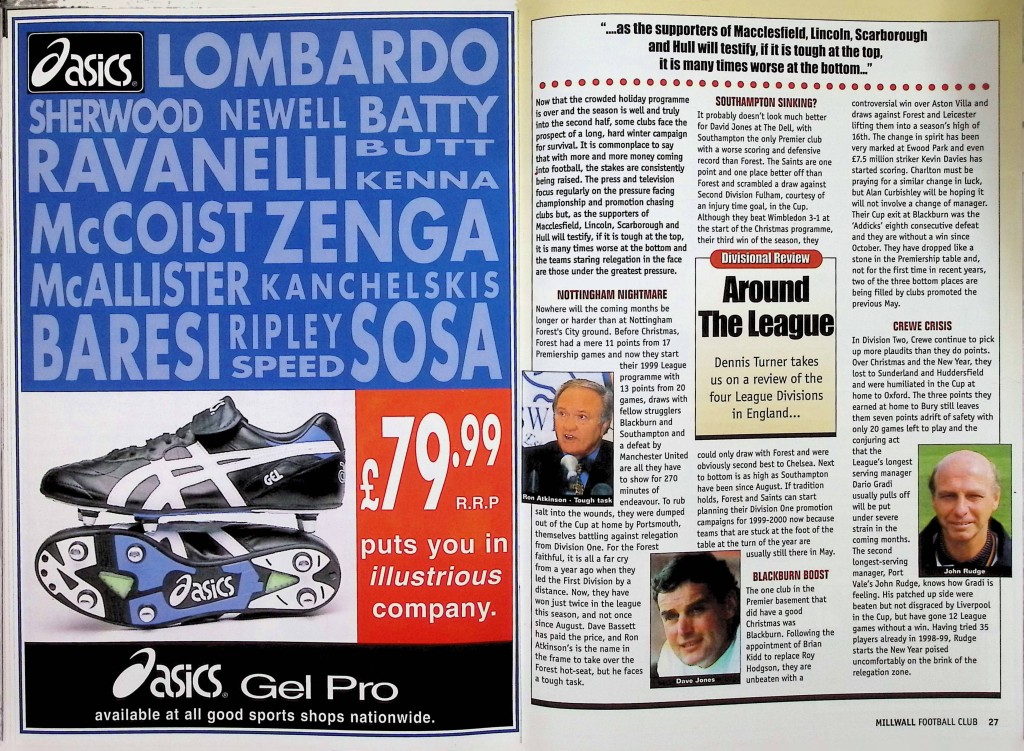 asics
LOMBARDO
SHERWOOD NEWELL BATTY
RAVANELLI BUTT
KENNA
McCOIST ZENGA
McALLISTER KANCHELSKIS
BARESI RIPLEY SOSA
SPEED
£79.99
R.R.P
puts you in
illustrious
company.
GEL
asics
asics Gel Pro
available at all good sports shops nationwide.
“....as the supporters of Macclesfield, Lincoln, Scarborough
and Hull will testify, if it is tough at the top,
it is many times worse at the bottom...”
Now that the crowded holiday programme
is over and the season is well and truly
into the second half, some clubs face the
prospect of a long, hard winter campaign
for survival. It is commonplace to say
that with more and more money coming
into football, the stakes are consistently
being raised. The press and television
focus regularly on the pressure facing
championship and promotion chasing
clubs but, as the supporters of
Macclesfield, Lincoln, Scarborough and
Hull will testify, if it is tough at the top,
it is many times worse at the bottom and
the teams staring relegation in the face
are those under the greatest pressure.
NOTTINGHAM NIGHTMARE
Nowhere will the coming months be
longer or harder than at Nottingham
Forest's City ground. Before Christmas,
Forest had a mere 11 points from 17
Premiership games and now they start
their 1999 League
programme with
13 points from 20
games, draws with
fellow strugglers
Blackburn and
Southampton and
a defeat by
Manchester United
are all they have
to show for 270
minutes of
endeavour. To rub
Ron Atkinson - Tough task
salt into the wounds, they were dumped
out of the Cup at home by Portsmouth,
themselves battling against relegation
from Division One. For the Forest
faithful, it is all a far cry
from a year ago when they
led the First Division by a
distance. Now, they have
won just twice in the league
this season, and not once
since August. Dave Bassett
has paid the price, and Ron
Atkinson's is the name in
the frame to take over the
Forest hot-seat, but he faces
a tough task.
SOUTHAMPTON SINKING?
It probably doesn't look much better
for David Jones at The Dell, with
Southampton the only Premier club
with a worse scoring and defensive
record than Forest. The Saints are one
point and one place better off than
Forest and scrambled a draw against
Second Division Fulham, courtesy of
an injury time goal, in the Cup.
Although they beat Wimbledon 3-1 at
the start of the Christmas programme,
their third win of the season, they
Divisional Review
Around
The League
Dennis Turner takes
us on a review of the
four League Divisions
in England...
could only draw with Forest and were
obviously second best to Chelsea. Next
to bottom is as high as Southampton
have been since August. If tradition
holds, Forest and Saints can start
planning their Division One promotion
campaigns for 1999-2000 now because
teams that are stuck at the foot of the
table at the turn of the year are
usually still there in May.
BLACKBURN BOOST
The one club in the
Premier basement that
did have a good
Christmas was
Blackburn. Following the
appointment of Brian
Kidd to replace Roy
Hodgson, they are
unbeaten with a
Dave Jones
controversial win over Aston Villa and
draws against Forest and Leicester
lifting them into a season's high of
16th. The change in spirit has been
very marked at Ewood Park and even
£7.5 million striker Kevin Davies has
started scoring. Charlton must be
praying for a similar change in luck,
but Alan Curbishley will be hoping it
will not involve a change of manager.
Their Cup exit at Blackburn was the
'Addicks' eighth consecutive defeat
and they are without a win since
October. They have dropped like a
stone in the Premiership table and,
not for the first time in recent years,
two of the three bottom places are
being filled by clubs promoted the
previous May.
CREWE CRISIS
In Division Two, Crewe continue to pick
up more plaudits than they do points.
Over Christmas and the New Year, they
lost to Sunderland and Huddersfield
and were humiliated in the Cup at
home to Oxford. The three points they
earned at home to Bury still leaves
them seven points adrift of safety with
only 20 games left to play and the
conjuring act
that the
League's longest
serving manager
Dario Gradi
usually pulls off
will be put
under severe
strain in the
coming months.
The second
longest-serving
manager, Port
John Rudge
Vale's John Rudge, knows how Gradi is
feeling. His patched up side were
beaten but not disgraced by Liverpool
in the Cup, but have gone 12 League
games without a win. Having tried 35
players already in 1998-99, Rudge
starts the New Year poised
uncomfortably on the brink of the
relegation zone.
MILLWALL FOOTBALL CLUB 27